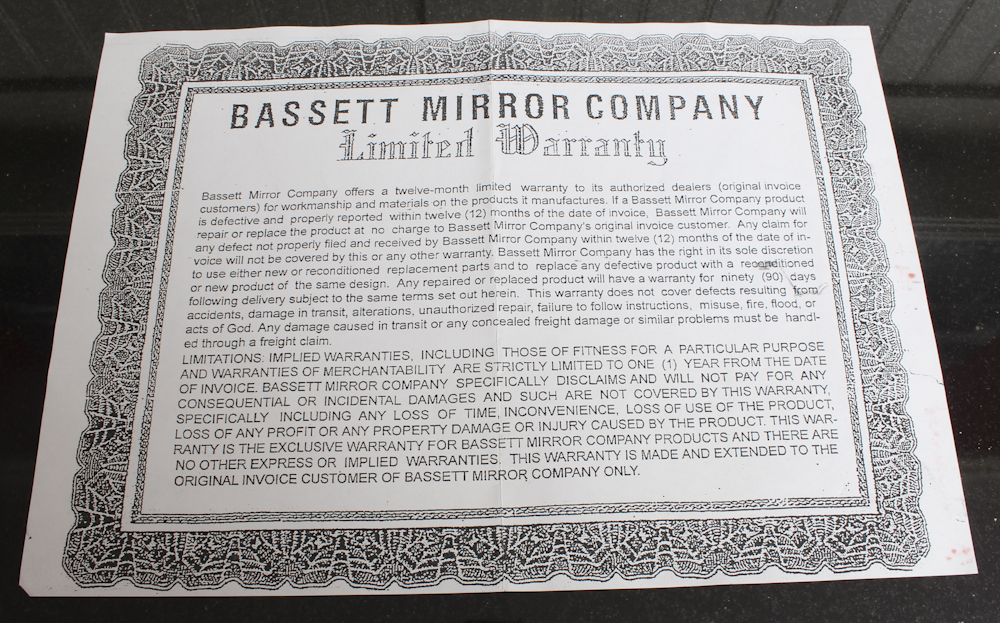 BASSETT MIRROR COMPANY
Limited Warranty
Bassett Mirror Company offers a twelve-month limited warranty to its authorized dealers (original invoice
customers) for workmanship and materials on the products it manufactures. If a Bassett Mirror Company product
is defective and properly reported within twelve (12) months of the date of invoice, Bassett Mirror Company will
repair or replace the product at no charge to Bassett Mirror Company's original invoice customer. Any claim for
any defect not properly filed and received by Bassett Mirror Company within twelve (12) months of the date of in-
voice will not be covered by this or any other warranty. Bassett Mirror Company has the right in its sole discretion
to use either new or reconditioned replacement parts and to replace any defective product with a reconditioned
or new product of the same design. Any repaired or replaced product will have a warranty for ninety (90) days
following delivery subject to the same terms set out herein. This warranty does not cover defects resulting from
accidents, damage in transit, alterations, unauthorized repair, failure to follow instructions, misuse, fire, flood, or
acts of God. Any damage caused in transit or any concealed freight damage or similar problems must be handl-
ed through a freight claim.
LIMITATIONS: IMPLIED WARRANTIES, INCLUDING THOSE OF FITNESS FOR A PARTICULAR PURPOSE
AND WARRANTIES OF MERCHANTABILITY ARE STRICTLY LIMITED TO ONE (1) YEAR FROM THE DATE
OF INVOICE. BASSETT MIRROR COMPANY SPECIFICALLY DISCLAIMS AND WILL NOT PAY FOR ANY
CONSEQUENTIAL OR INCIDENTAL DAMAGES AND SUCH ARE NOT COVERED BY THIS WARRANTY,
SPECIFICALLY INCLUDING ANY LOSS OF TIME, INCONVENIENCE, LOSS OF USE OF THE PRODUCT,
LOSS OF ANY PROFIT OR ANY PROPERTY DAMAGE OR INJURY CAUSED BY THE PRODUCT. THIS WAR-
RANTY IS THE EXCLUSIVE WARRANTY FOR BASSETT MIRROR COMPANY PRODUCTS AND THERE ARE
NO OTHER EXPRESS OR IMPLIED WARRANTIES. THIS WARRANTY IS MADE AND EXTENDED TO THE
ORIGINAL INVOICE CUSTOMER OF BASSETT MIRROR COMPANY ONLY.